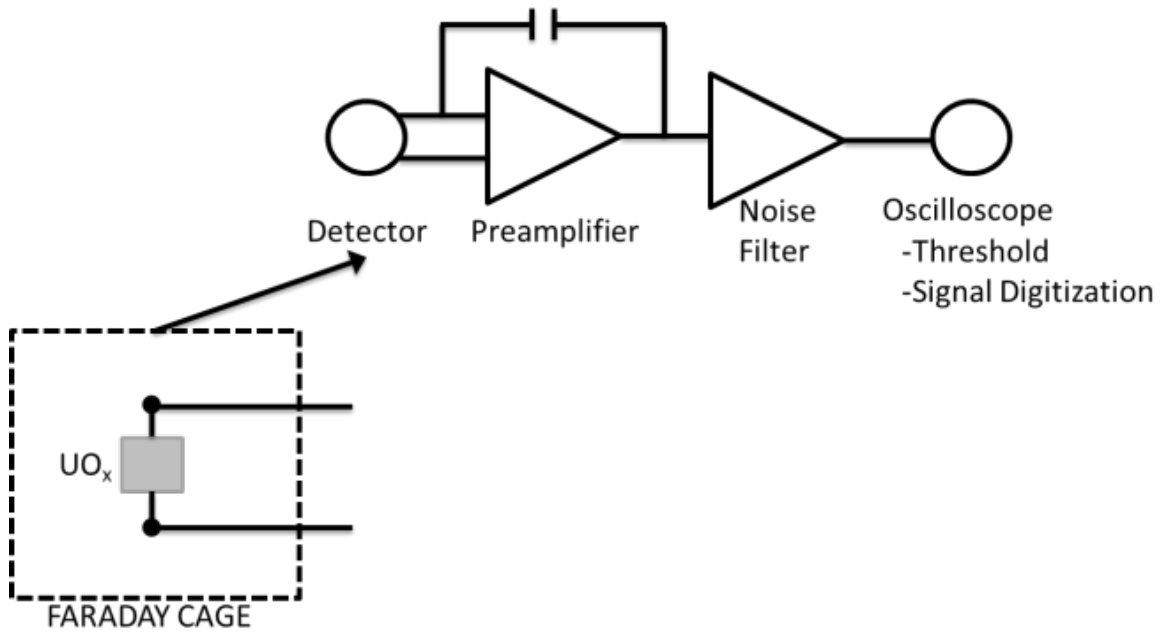 Detector
Preamplifier
Noise
Filter
Oscilloscope
-Threshold
-Signal Digitization
UOx
FARADAY CAGE